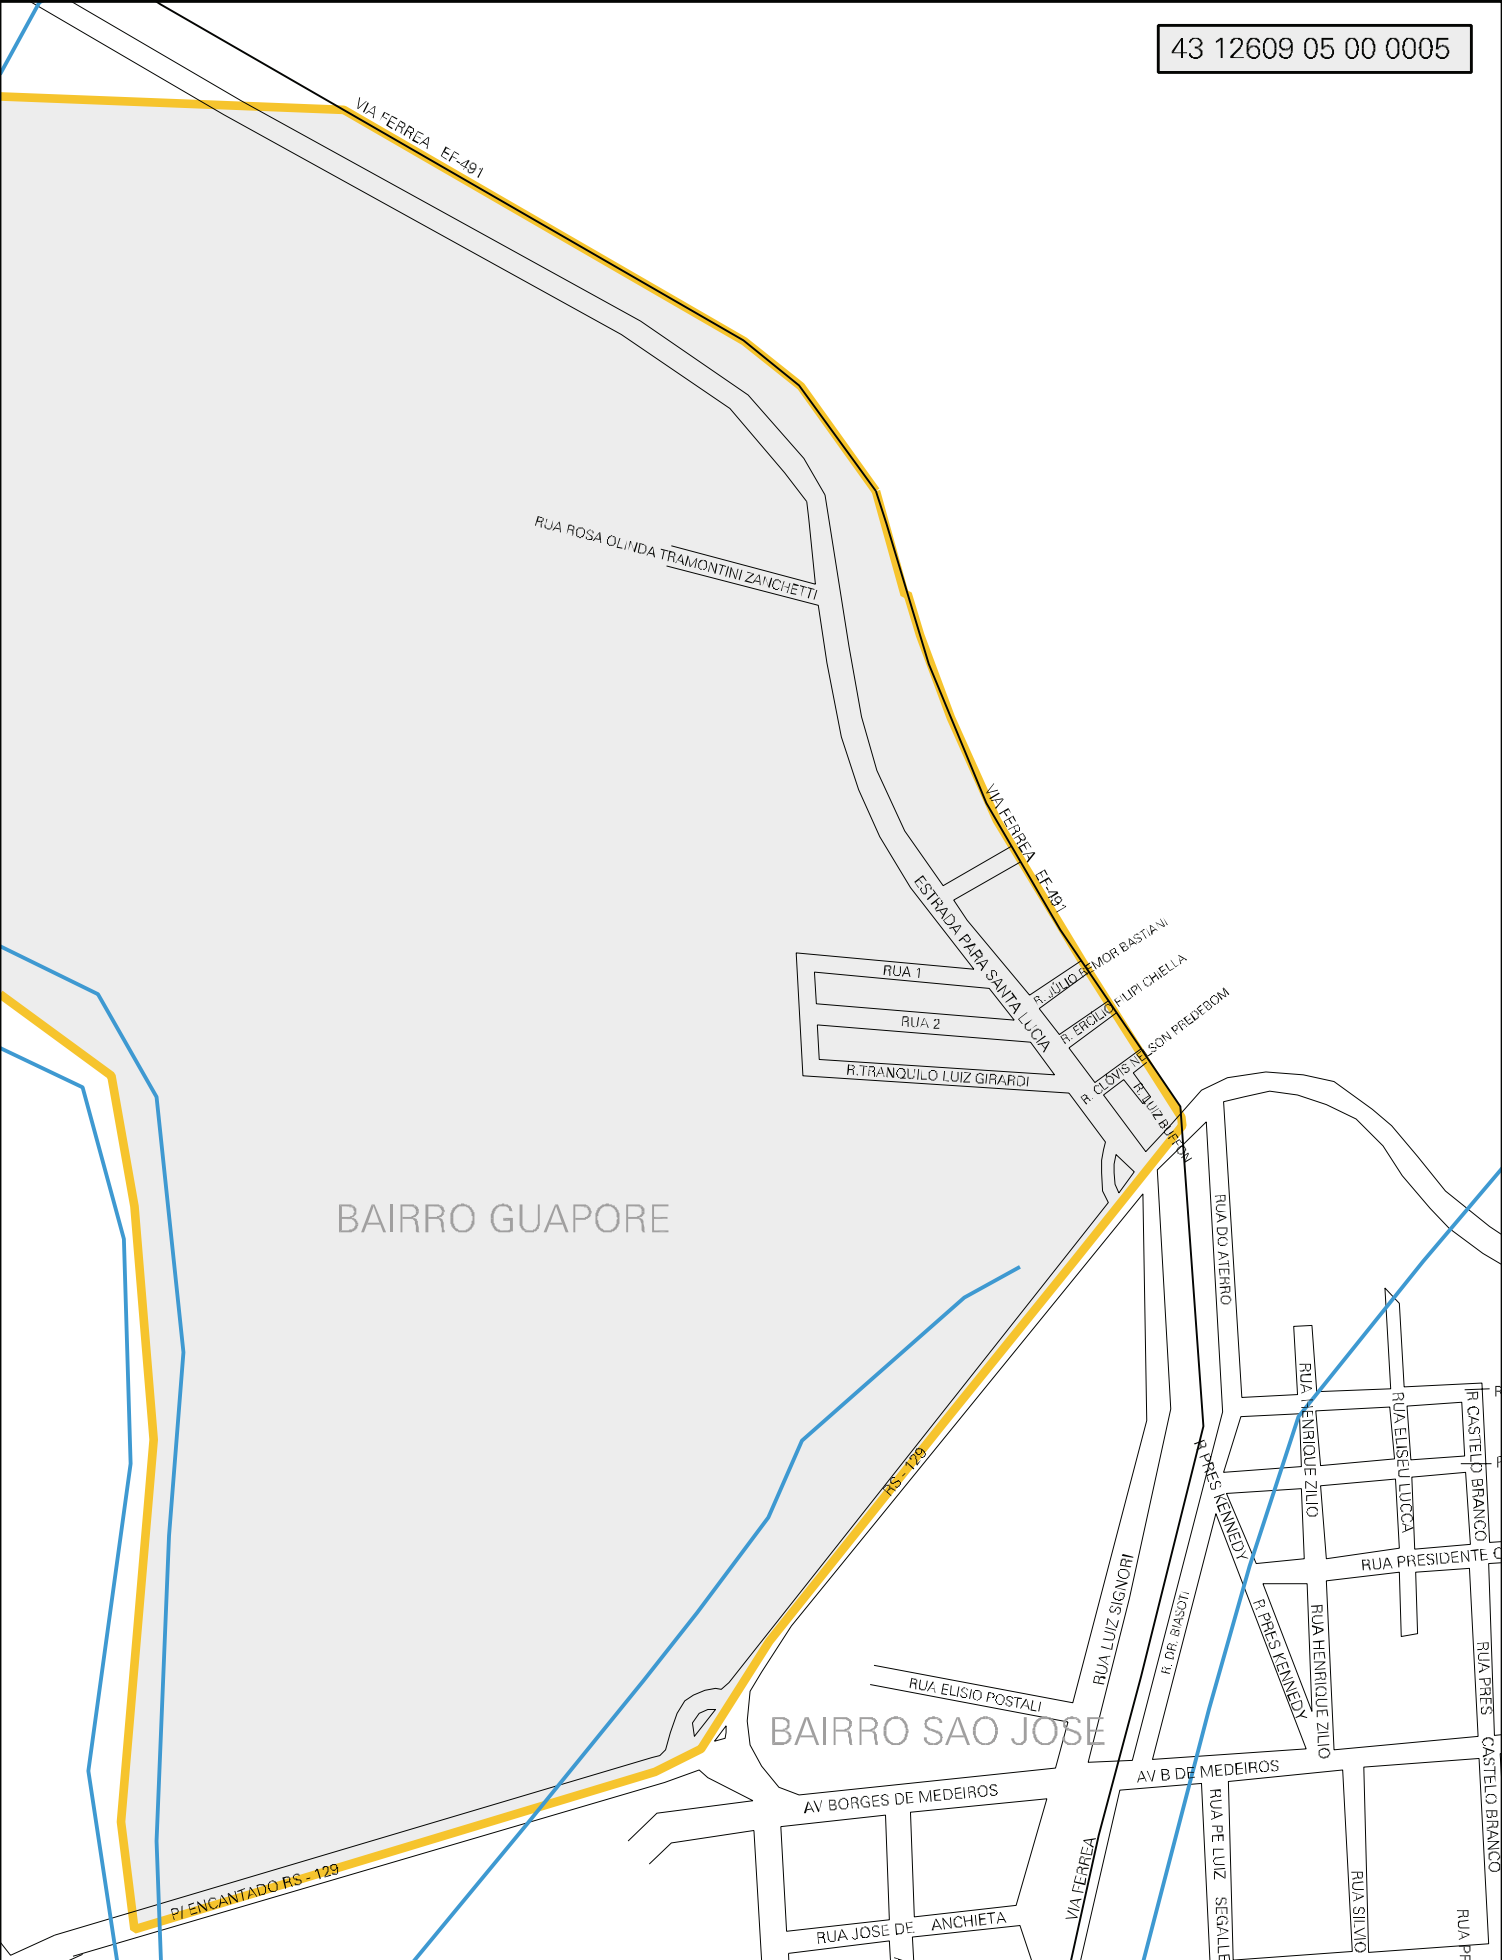 43 12609 05 00 0005
VIA FERREA EF-491
RUA ROSA OLINDA TRAMONTINI ZANCHETTI
VIA FERREA EF-491
ESTRADA PARA SANTA LUCIA
R. JÚLIO REMOR BASTIANI
R. ERCILIO FILIPI CHIELLA
R. CLOVIS NELSON PREDEBOM
R. LUIZ BUFFON
RUA 1
RUA 2
R.TRANQUILO LUIZ GIRARDI
BAIRRO GUAPORE
RUA DO ATERRO
RS - 129
R PRES KENNEDY
RUA HENRIQUE ZILIO
RUA ELISEU LUCCA
R CASTELO BRANCO
RUA PRESIDENTE
RUA LUIZ SIGNORI
R. DR. BIASOTI
R PRES KENNEDY
RUA HENRIQUE ZILIO
RUA PRES CASTELO BRANCO
RUA ELISIO POSTALI
BAIRRO SAO JOSE
AV B DE MEDEIROS
AV BORGES DE MEDEIROS
P/ ENCANTADO RS - 129
VIA FERREA
RUA PE LUIZ SEGALLE
RUA SILVIO
RUA JOSE DE ANCHIETA
RUA